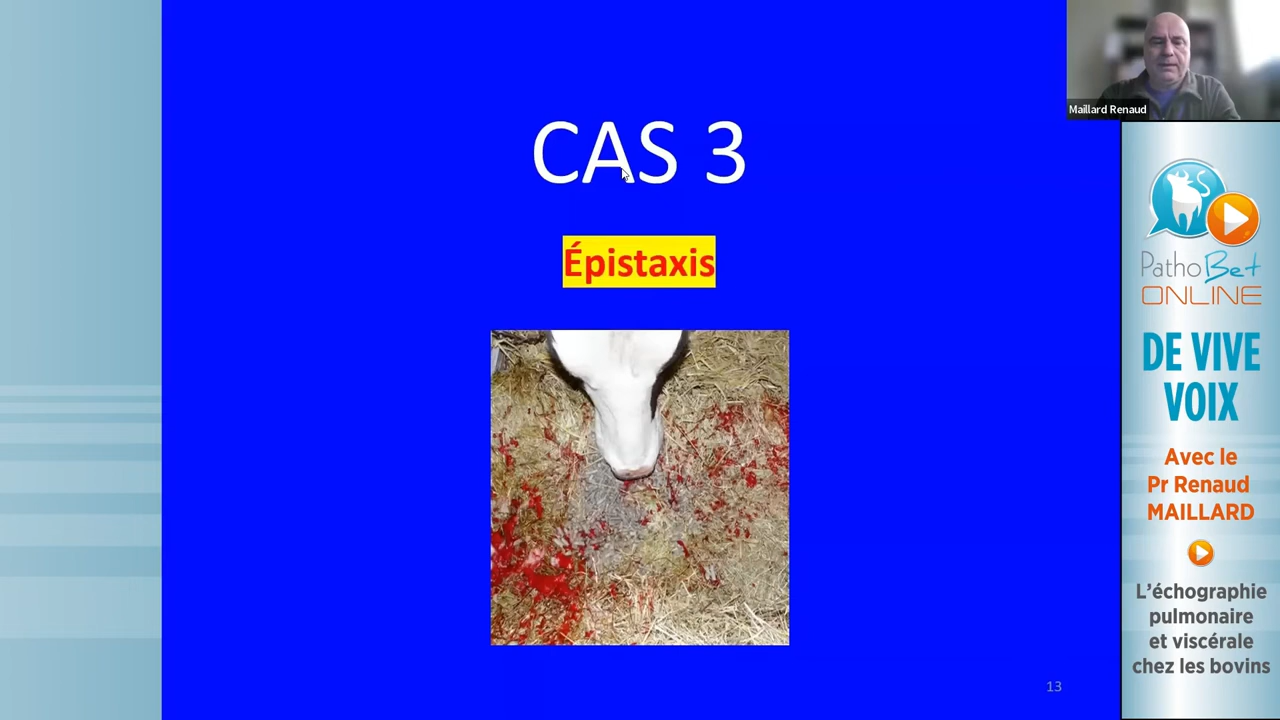 CAS 3
Épistaxis
13
Maillard Renaud
PathoBet
ONLINE
DE VIVE
VOIX
Avec le
Pr Renaud
MAILLARD
L'échographie
pulmonaire
et viscérale
chez les bovins